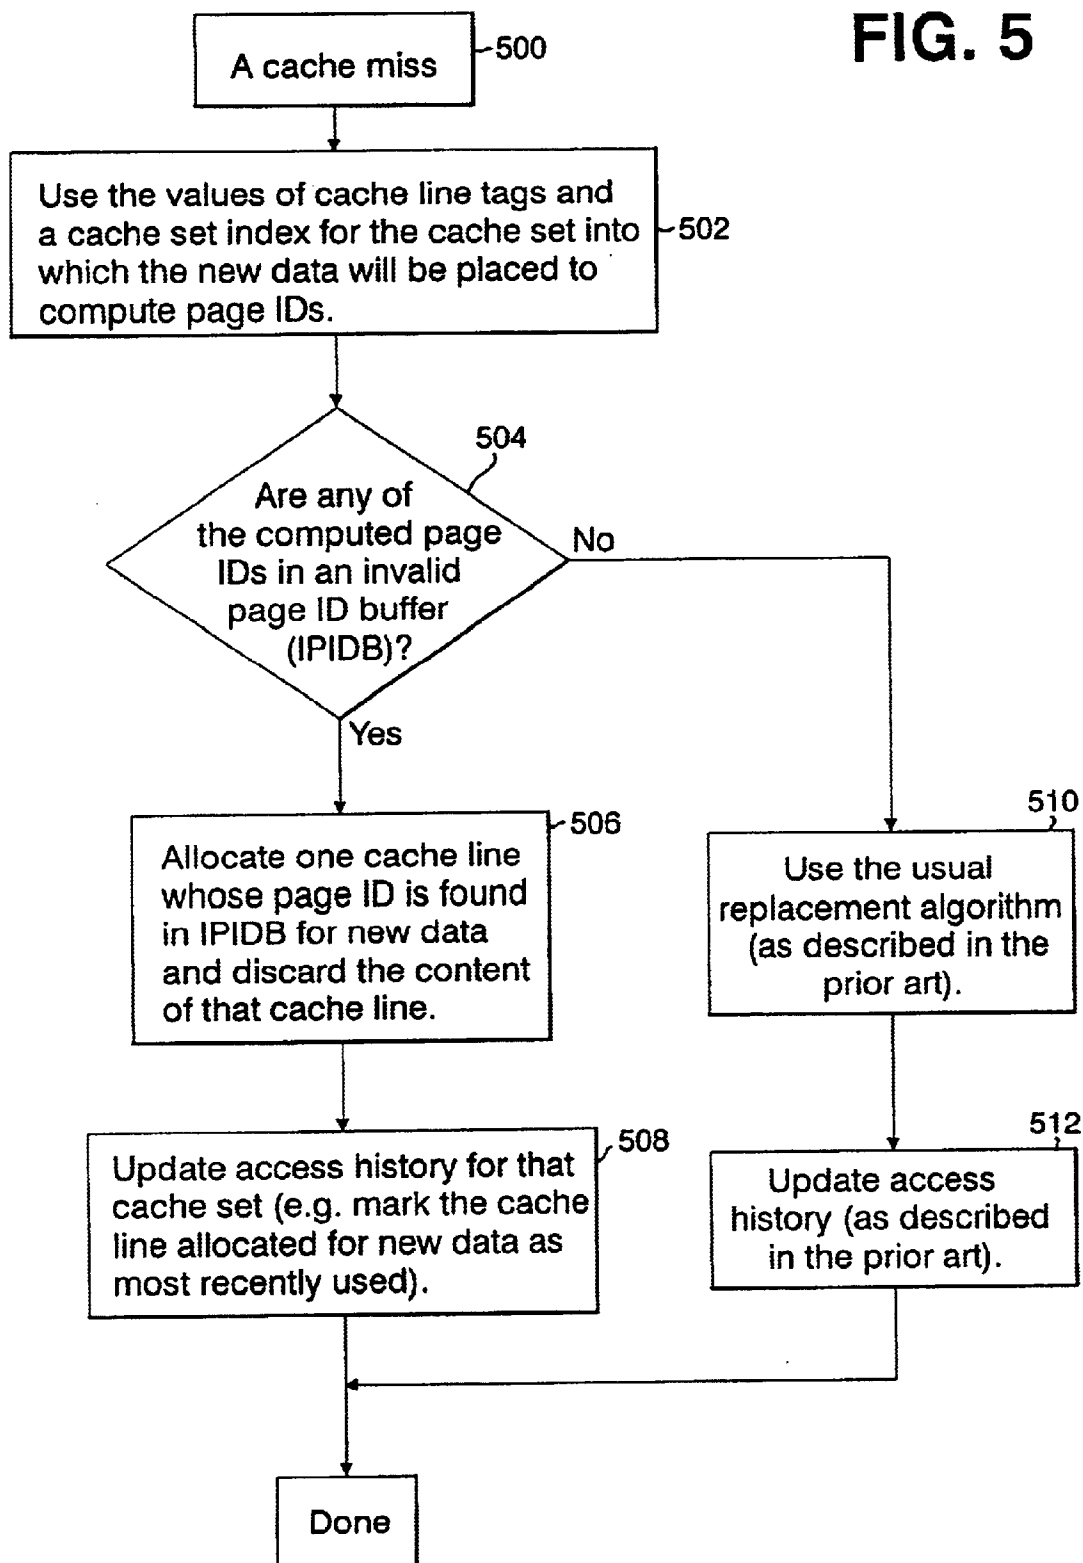 FIG. 5
A cache miss
500
Use the values of cache line tags and
a cache set index for the cache set into
which the new data will be placed to
compute page IDs.
502
504
Are any of
the computed page
IDs in an invalid
page ID buffer
(IPIDB)?
No
Yes
506
Allocate one cache line
whose page ID is found
in IPIDB for new data
and discard the content
of that cache line.
510
Use the usual
replacement algorithm
(as described in the
prior art).
508
Update access history for that
cache set (e.g. mark the cache
line allocated for new data as
most recently used).
512
Update access
history (as described
in the prior art).
Done